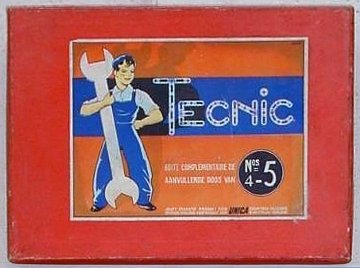 TECNIC
BOITE COMPLEMENTAIRE DE
AANVULLENDE DOOS VAN
Nos
4-5
UNICA